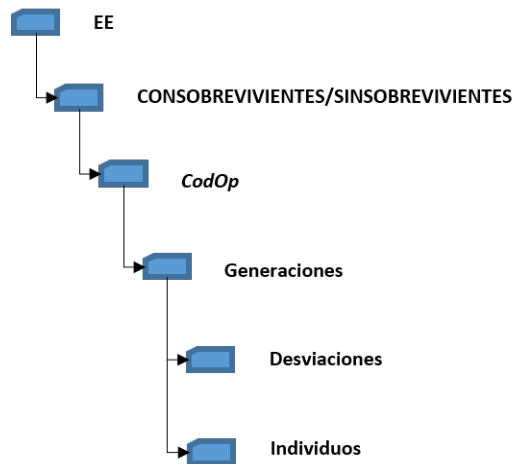 EE
CONSOBREVIVIENTES/SINSOBREVIVIENTES
CodOp
Generaciones
Desviaciones
Individuos